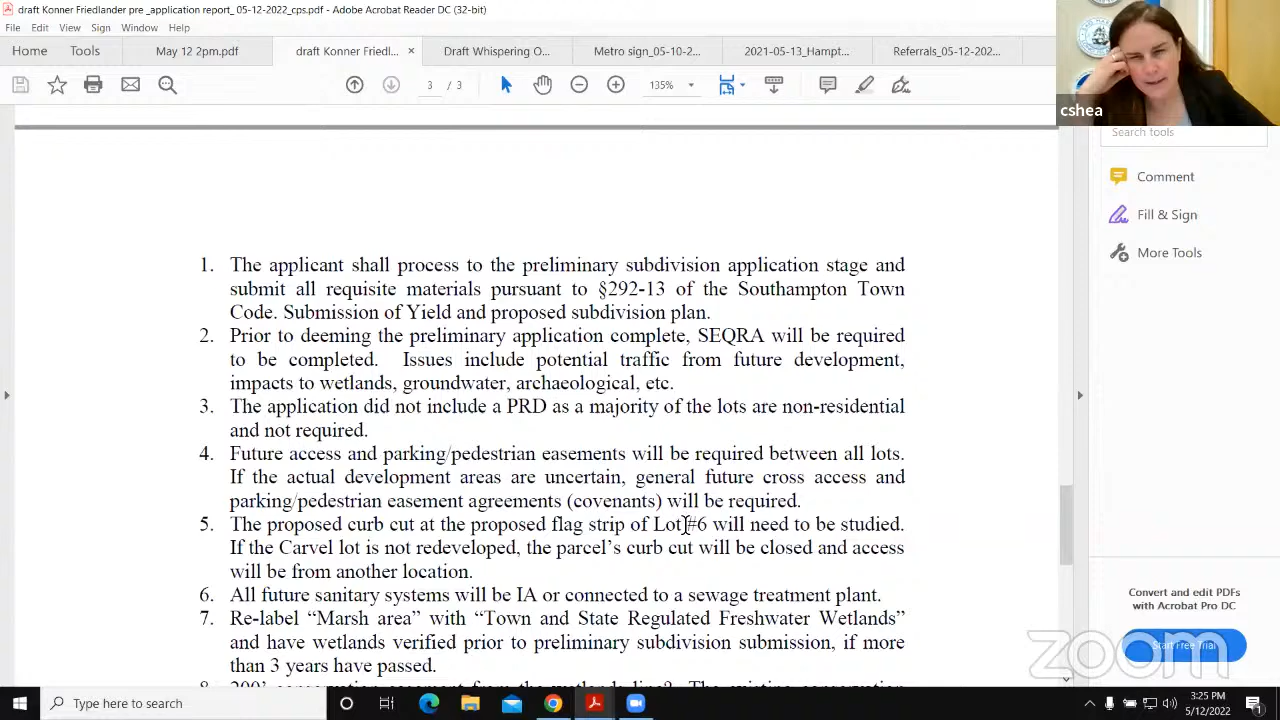 draft Konner Friedlander pre _application report_ 05-12-2022_cps.pdf - Adobe Acrobat Reader DC (32-bit)
File Edit View Sign Window Help
Home Tools May 12 2pm.pdf draft Konner Friedl... × Draft Whispering O... Metro sign_05-10-2... 2021-05-13_Hampt... Referrals_05-12-202...
3 / 3 135%
cshea
Search tools
Comment
Fill & Sign
More Tools
1. The applicant shall process to the preliminary subdivision application stage and
submit all requisite materials pursuant to §292-13 of the Southampton Town
Code. Submission of Yield and proposed subdivision plan.
2. Prior to deeming the preliminary application complete, SEQRA will be required
to be completed. Issues include potential traffic from future development,
impacts to wetlands, groundwater, archaeological, etc.
3. The application did not include a PRD as a majority of the lots are non-residential
and not required.
4. Future access and parking/pedestrian easements will be required between all lots.
If the actual development areas are uncertain, general future cross access and
parking/pedestrian easement agreements (covenants) will be required.
5. The proposed curb cut at the proposed flag strip of Lot #6 will need to be studied.
If the Carvel lot is not redeveloped, the parcel's curb cut will be closed and access
will be from another location.
6. All future sanitary systems will be IA or connected to a sewage treatment plant.
7. Re-label “Marsh area” with “Town and State Regulated Freshwater Wetlands”
and have wetlands verified prior to preliminary subdivision submission, if more
than 3 years have passed.
Convert and edit PDFs
with Acrobat Pro DC
Start Free Trial
zoom
Type here to search
3:25 PM
5/12/2022
1